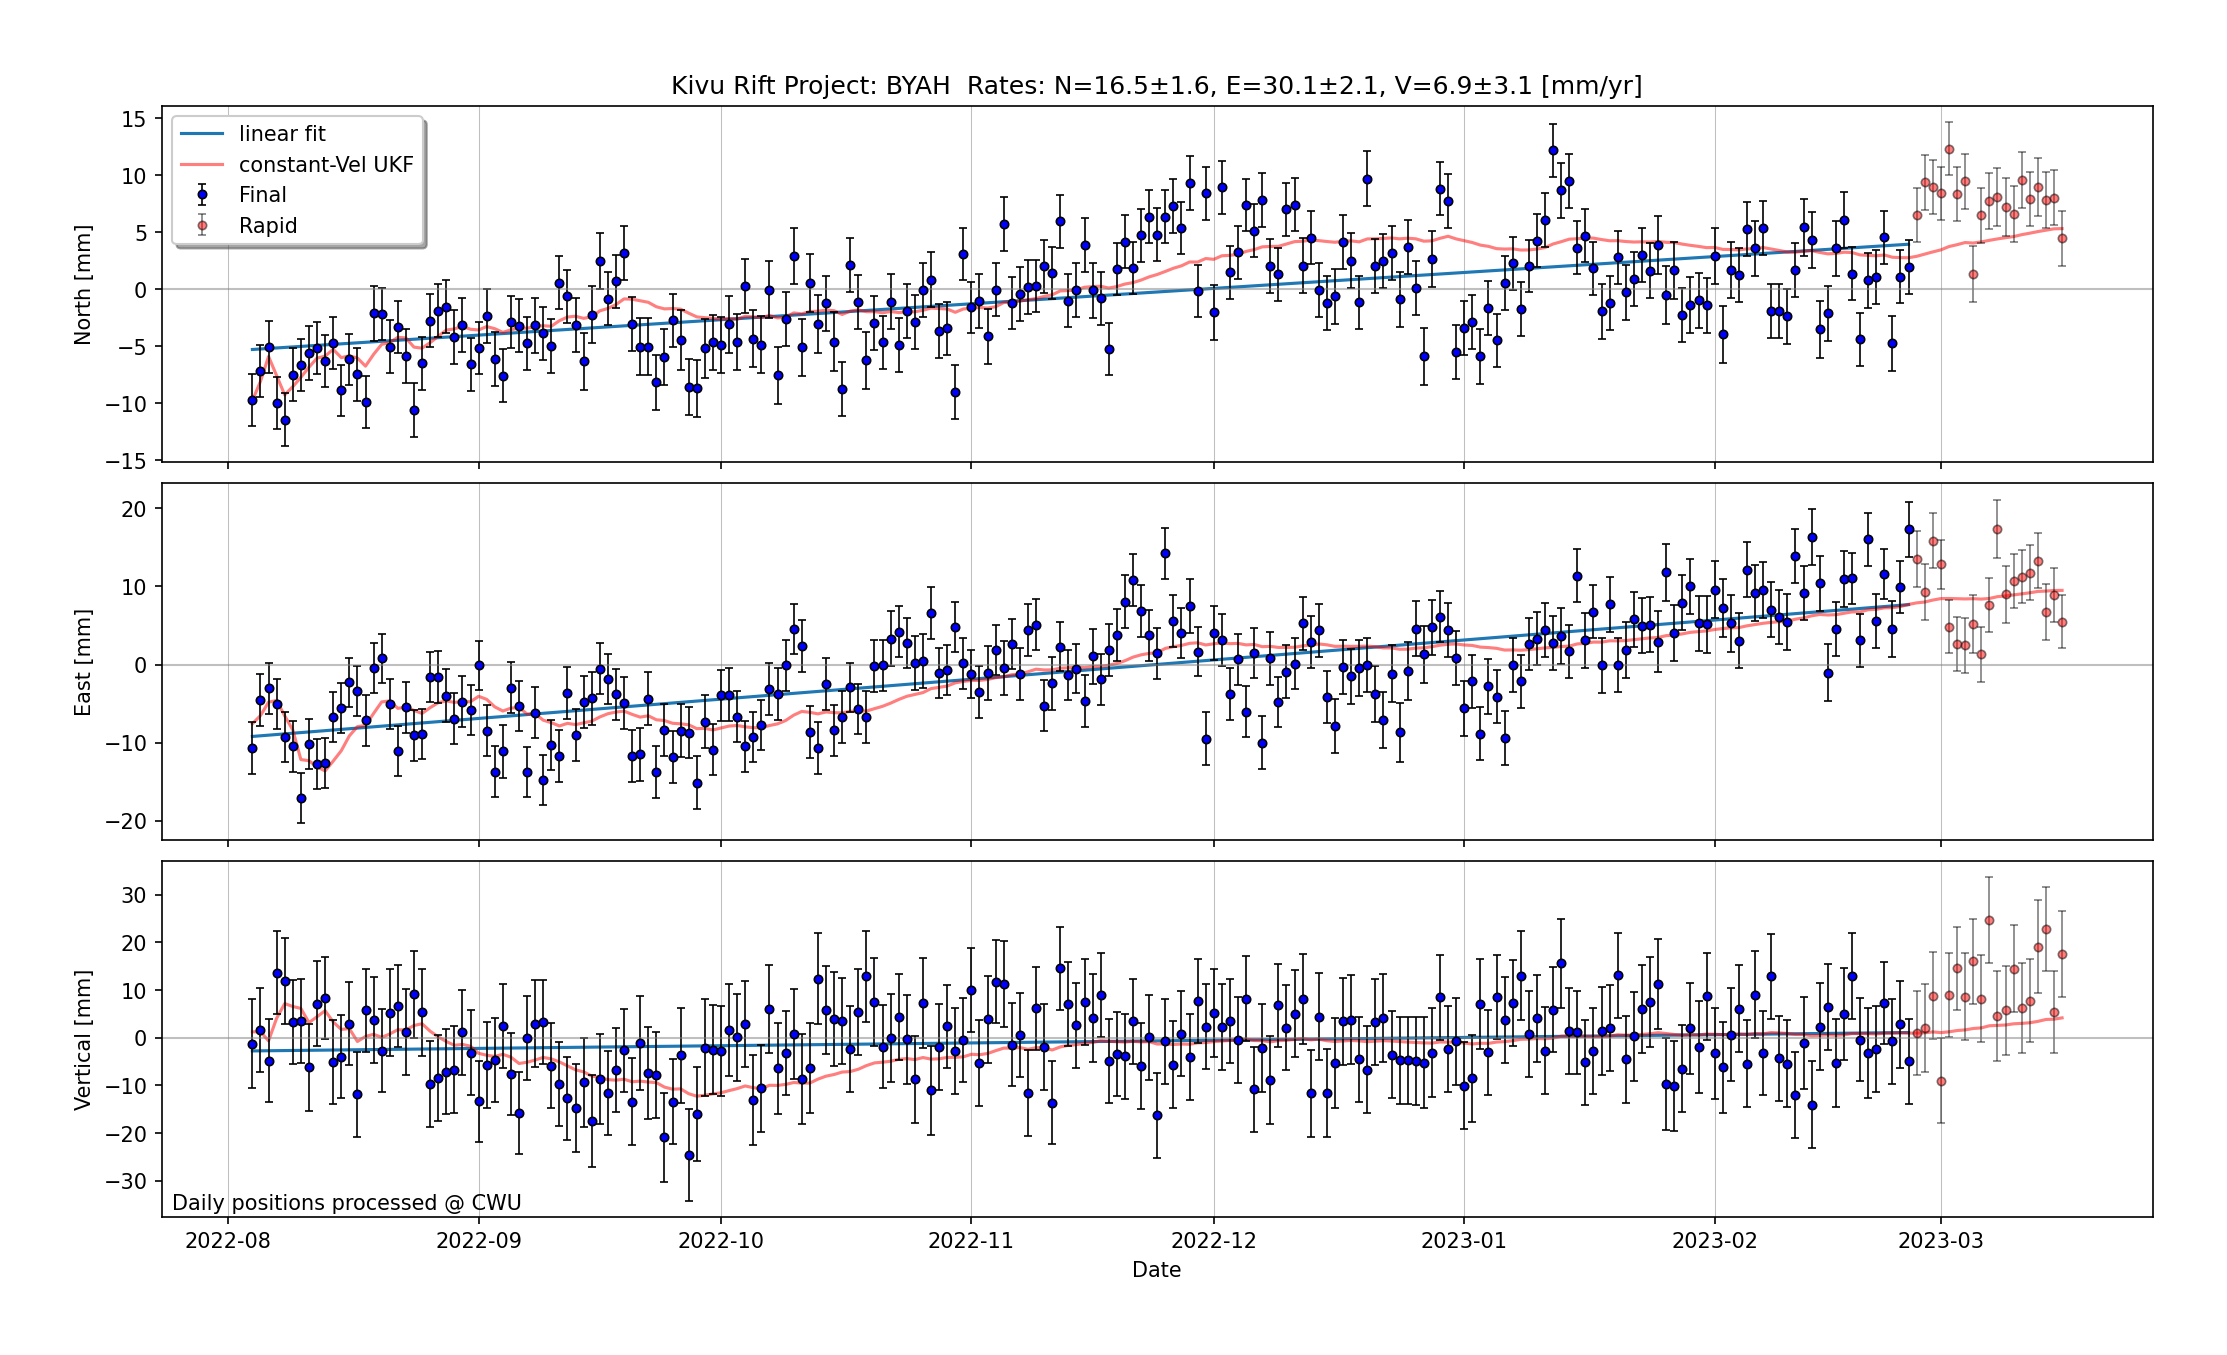 Kivu Rift Project: BYAH  Rates: N=16.5±1.6, E=30.1±2.1, V=6.9±3.1 [mm/yr]
linear fit
constant-Vel UKF
Final
Rapid
North [mm]
15
10
5
0
−5
−10
−15
East [mm]
20
10
0
−10
−20
Vertical [mm]
30
20
10
0
−10
−20
−30
Daily positions processed @ CWU
2022-08 2022-09 2022-10 2022-11 2022-12 2023-01 2023-02 2023-03
Date